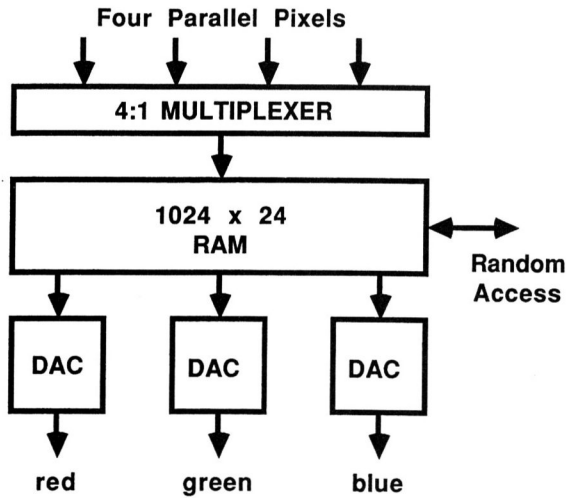 Four Parallel Pixels
4:1 MULTIPLEXER
1024 x 24
RAM
Random
Access
DAC
DAC
DAC
red
green
blue